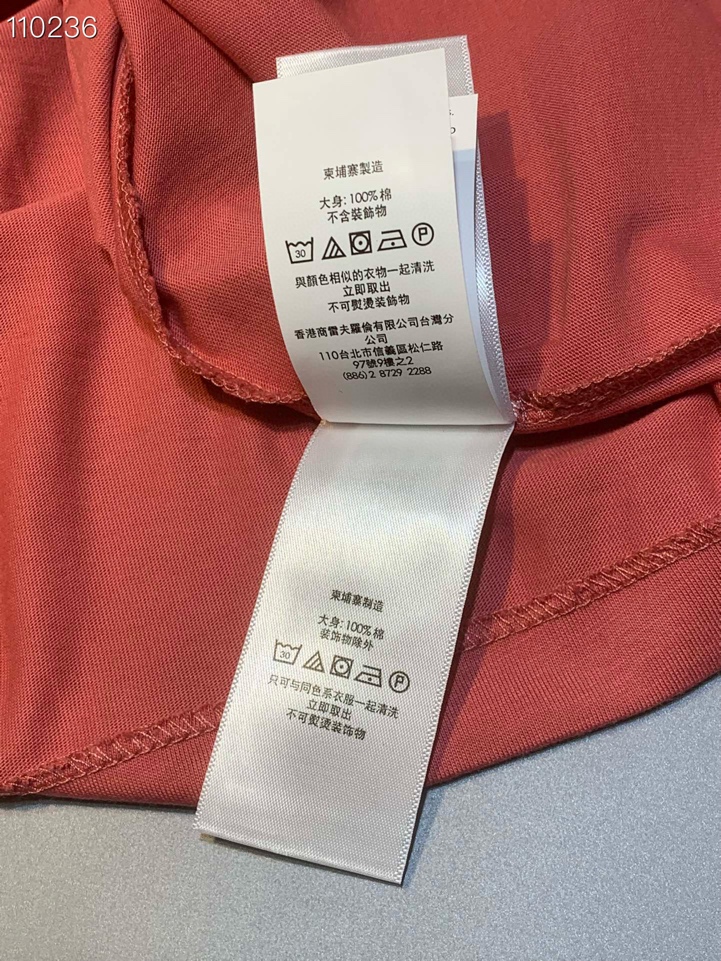 110236
s.
柬埔寨製造
大身:100%棉
不含裝飾物
30
P
與顏色相似的衣物一起清洗
立即取出
不可熨燙裝飾物
香港商雷夫羅倫有限公司台灣分
公司
110台北市信義區松仁路
97號9樓之2
(886)2 8729 2288
柬埔寨制造
大身:100%棉
装饰物除外
30
P
只可与同色系衣服一起清洗
立即取出
不可熨烫装饰物